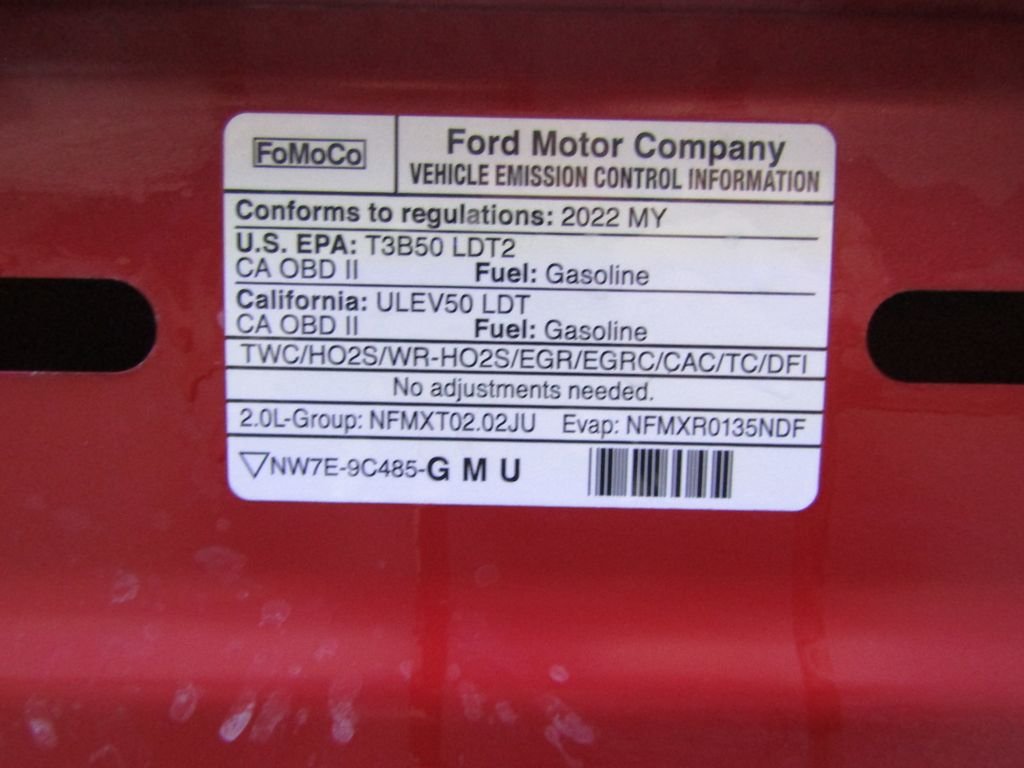 FoMoCo
Ford Motor Company
VEHICLE EMISSION CONTROL INFORMATION
Conforms to regulations: 2022 MY
U.S. EPA: T3B50 LDT2
CA OBD II Fuel: Gasoline
California: ULEV50 LDT
CA OBD II Fuel: Gasoline
TWC/HO2S/WR-HO2S/EGR/EGRC/CAC/TC/DFI
No adjustments needed.
2.0L-Group: NFMXT02.02JU Evap: NFMXR0135NDF
NW7E-9C485-G M U